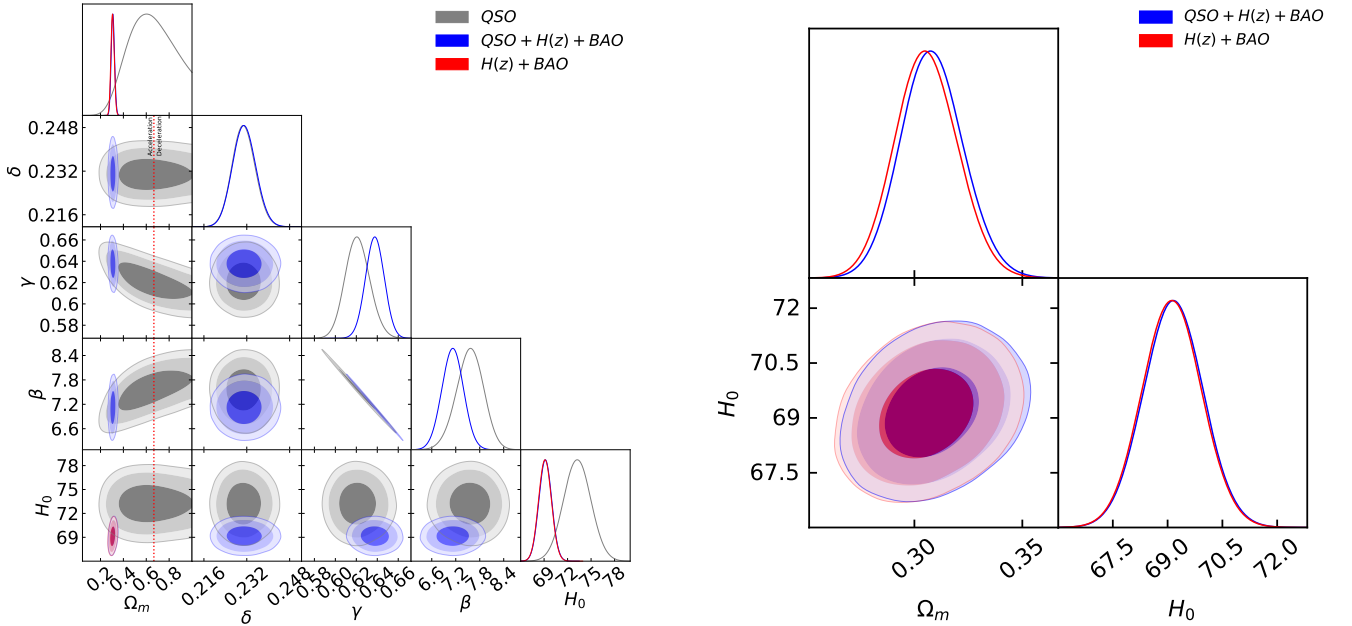 QSO
QSO + H(z) + BAO
H(z) + BAO
Acceleration
Deceleration
0.248
0.232
0.216
δ
0.66
0.64
0.62
0.6
0.58
γ
8.4
7.8
7.2
6.6
β
78
75
72
69
H₀
0.2 0.4 0.6 0.8
Ωₘ
0.216 0.232 0.248
δ
0.58 0.60 0.62 0.64 0.66
γ
6.6 7.2 7.8 8.4
β
69 72 75 78
H₀
QSO + H(z) + BAO
H(z) + BAO
72
70.5
69
67.5
H₀
0.30 0.35
Ωₘ
67.5 69.0 70.5 72.0
H₀